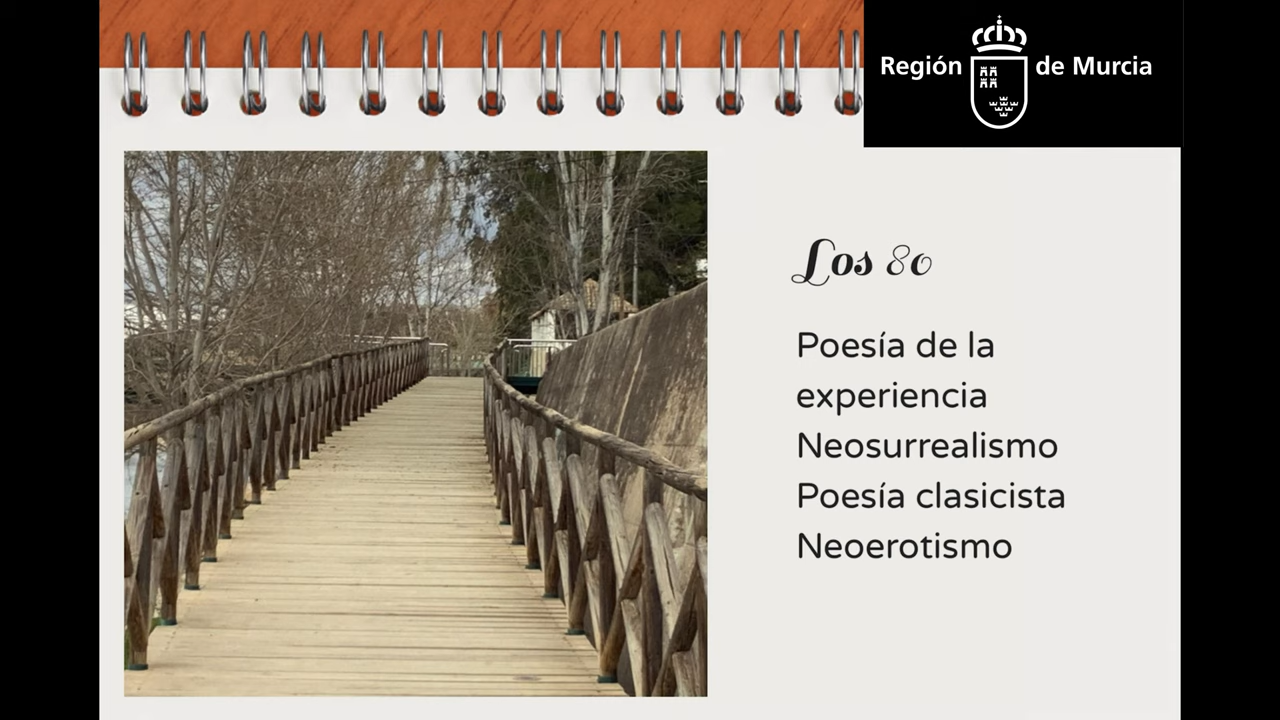 Región de Murcia
Los 80
Poesía de la
experiencia
Neosurrealismo
Poesía clasicista
Neoerotismo